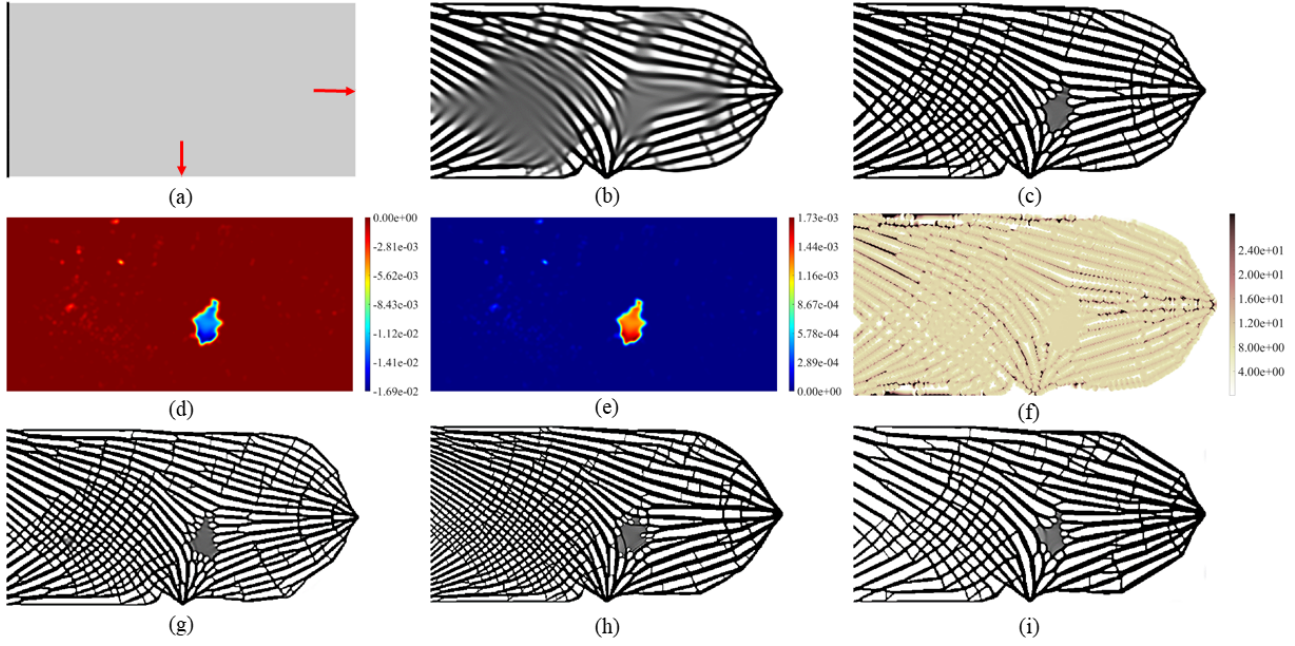 (a)
(b)
(c)
0.00e+00
-2.81e-03
-5.62e-03
-8.43e-03
-1.12e-02
-1.41e-02
-1.69e-02
(d)
1.73e-03
1.44e-03
1.16e-03
8.67e-04
5.78e-04
2.89e-04
0.00e+00
(e)
2.40e+01
2.00e+01
1.60e+01
1.20e+01
8.00e+00
4.00e+00
(f)
(g)
(h)
(i)